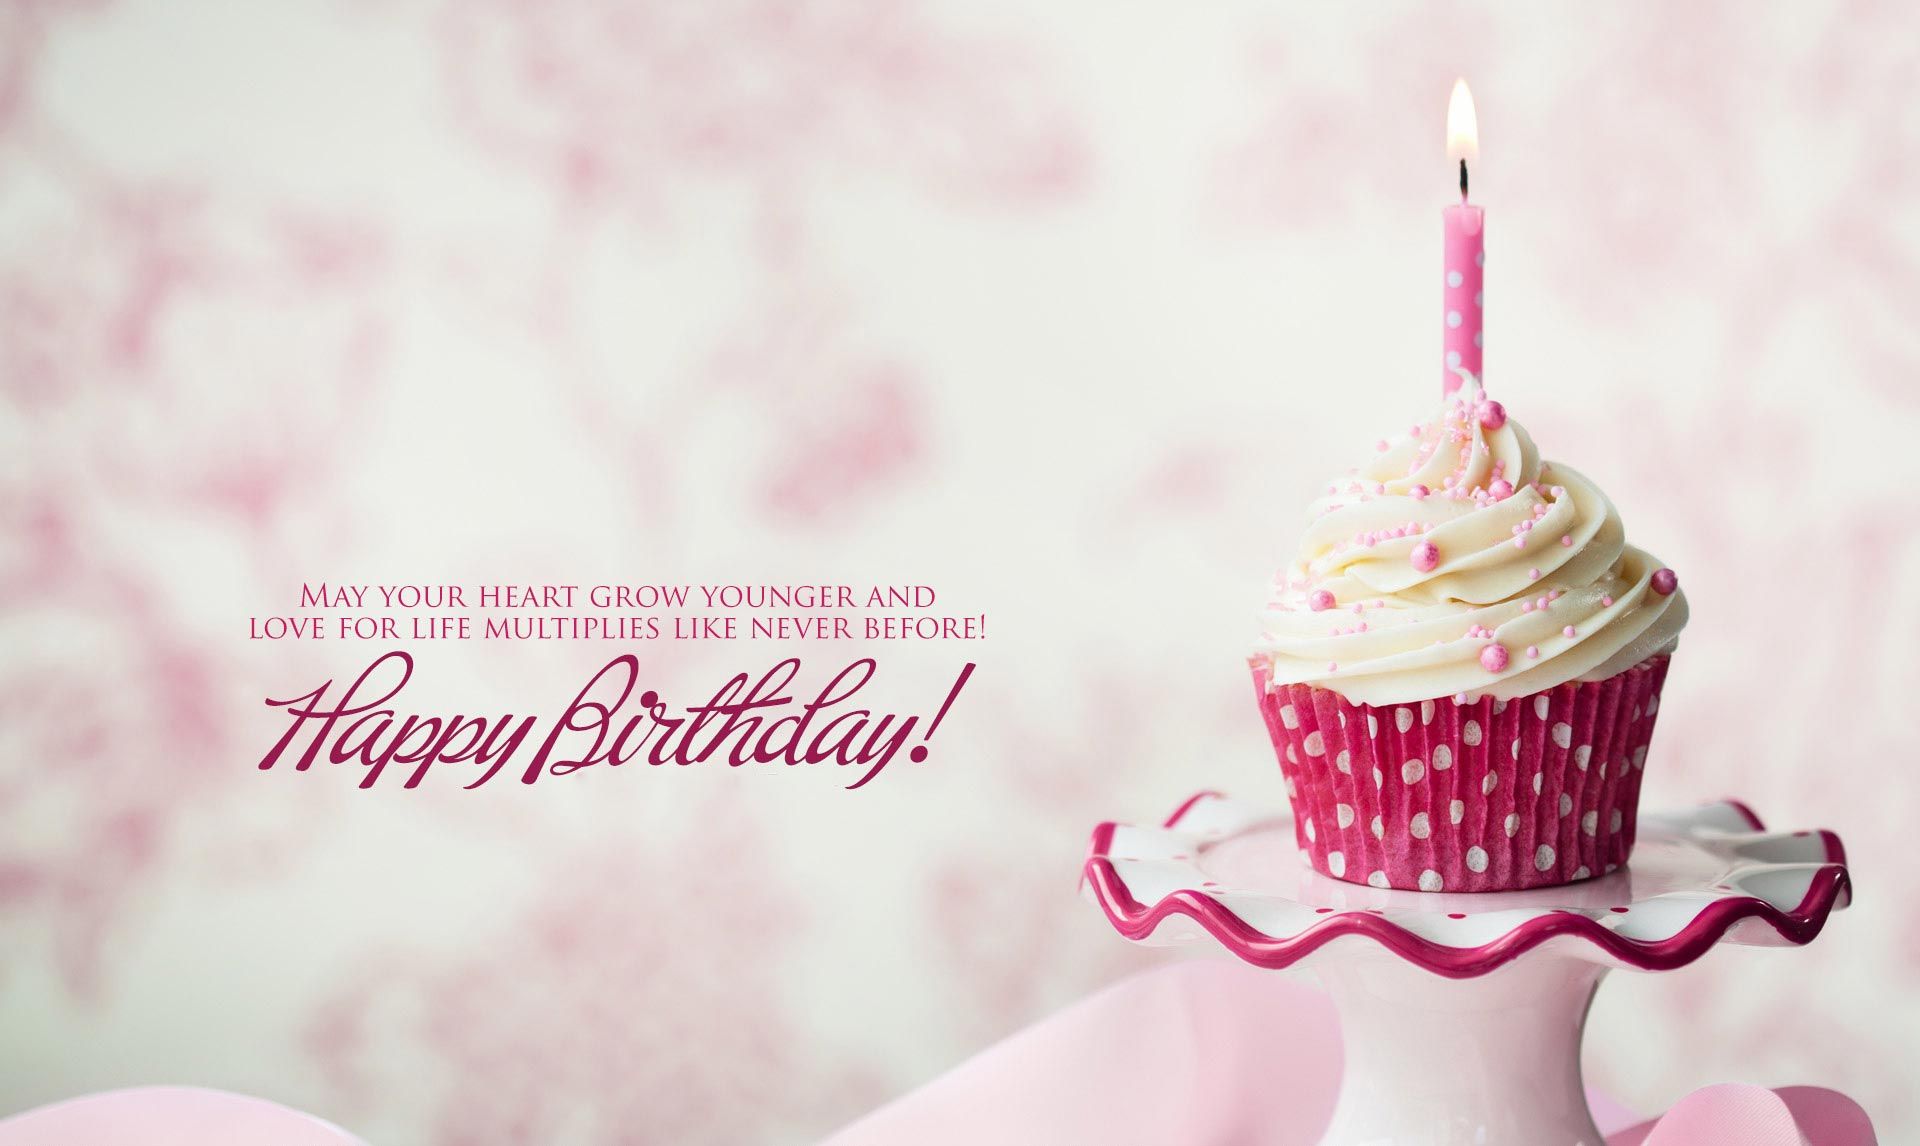 May your heart grow younger and
love for life multiplies like never before!
Happy Birthday!